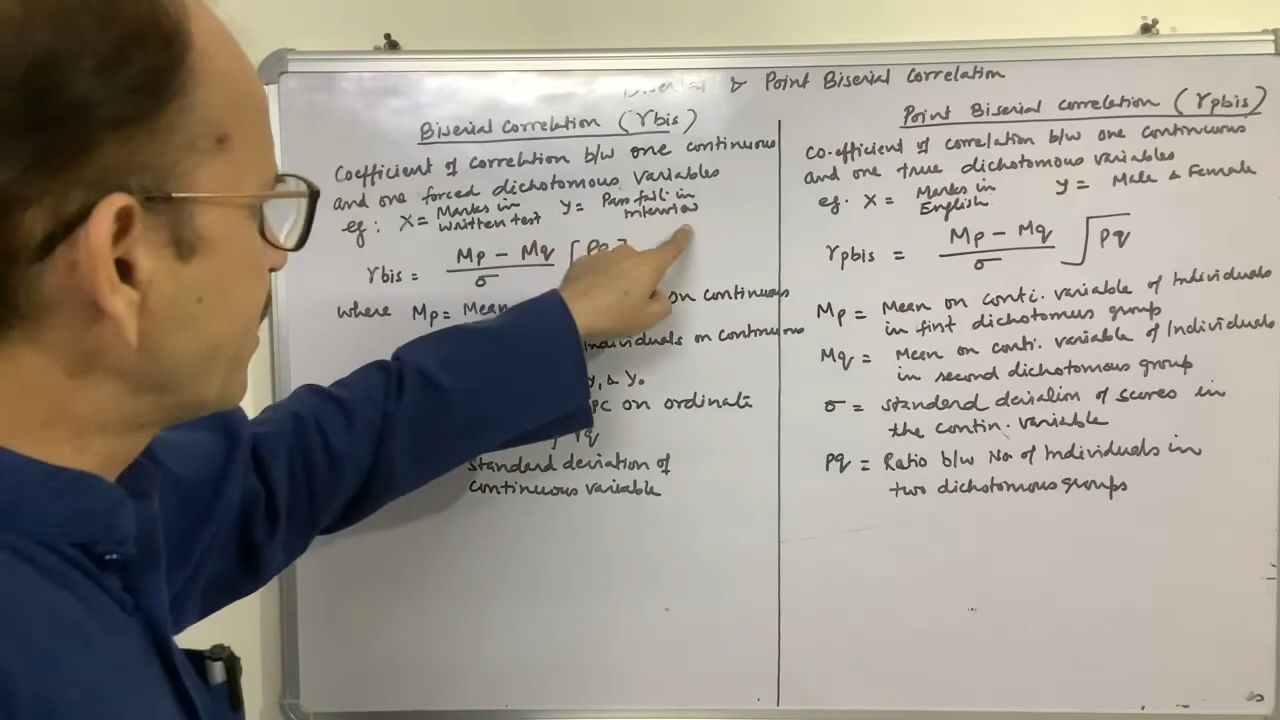 & Point Biserial Correlation
Biserial Correlation (rbis)
Coefficient of correlation b/w one continuous
and one forced dichotomous variables
eg: X = Marks in written test Y = Pass fail in Interview
rbis = Mp - Mq / σ [ Pq
where Mp = Mean on continuous
Individuals on continuous
y, & y₀
on ordinate
q
standard deviation of
continuous variable
Point Biserial correlation (rpbis)
co-efficient of correlation b/w one continuous
and one true dichotomous variables
eg. X = Marks in English Y = Male & Female
rpbis = Mp - Mq / σ √pq
Mp = Mean on conti. variable of Individuals
in first dichotomus group
Mq = Mean on conti. variable of Individuals
in second dichotomous group
σ = standard deviation of scores in
the contin. variable
pq = Ratio b/w No of Individuals in
two dichotomous groups